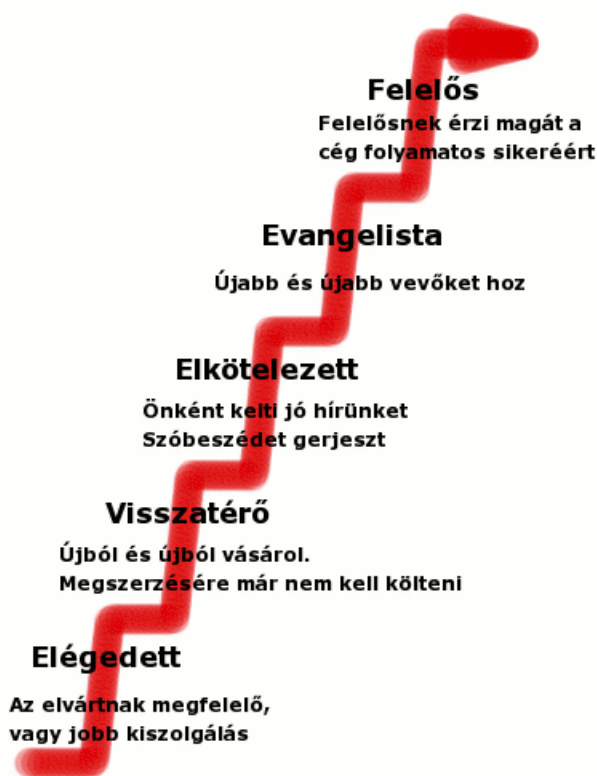 Felelős
Felelősnek érzi magát a
cég folyamatos sikeréért
Evangelista
Újabb és újabb vevőket hoz
Elkötelezett
Önként kelti jó hírünket
Szóbeszédet gerjeszt
Visszatérő
Újból és újból vásárol.
Megszerzésére már nem kell költeni
Elégedett
Az elvártnak megfelelő,
vagy jobb kiszolgálás